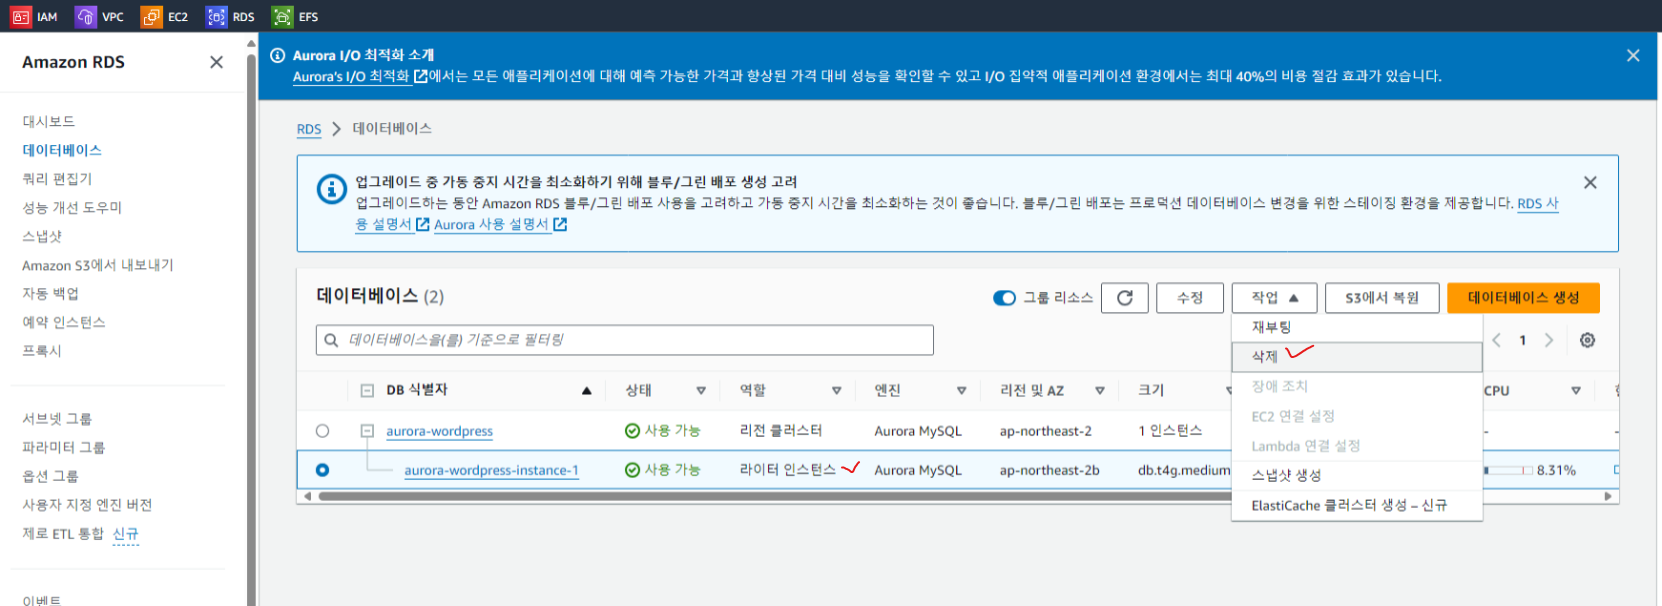 IAM VPC EC2 RDS EFS
Amazon RDS
대시보드
데이터베이스
쿼리 편집기
성능 개선 도우미
스냅샷
Amazon S3에서 내보내기
자동 백업
예약 인스턴스
프록시
서브넷 그룹
파라미터 그룹
옵션 그룹
사용자 지정 엔진 버전
제로 ETL 통합 신규
이벤트
Aurora I/O 최적화 소개
Aurora's I/O 최적화에서는 모든 애플리케이션에 대해 예측 가능한 가격과 향상된 가격 대비 성능을 확인할 수 있고 I/O 집약적 애플리케이션 환경에서는 최대 40%의 비용 절감 효과가 있습니다.
RDS 데이터베이스
업그레이드 중 가동 중지 시간을 최소화하기 위해 블루/그린 배포 생성 고려
업그레이드하는 동안 Amazon RDS 블루/그린 배포 사용을 고려하고 가동 중지 시간을 최소화하는 것이 좋습니다. 블루/그린 배포는 프로덕션 데이터베이스 변경을 위한 스테이징 환경을 제공합니다. RDS 사
용 설명서 Aurora 사용 설명서
데이터베이스 (2)
그룹 리소스 수정 작업 S3에서 복원 데이터베이스 생성
데이터베이스을(를) 기준으로 필터링
1
재부팅
삭제
장애 조치
EC2 연결 설정
Lambda 연결 설정
스냅샷 생성
ElastiCache 클러스터 생성 – 신규
DB 식별자 상태 역할 엔진 리전 및 AZ 크기 CPU
aurora-wordpress 사용 가능 리전 클러스터 Aurora MySQL ap-northeast-2 1 인스턴스 - -
aurora-wordpress-instance-1 사용 가능 라이터 인스턴스 Aurora MySQL ap-northeast-2b db.t4g.medium 8.31%